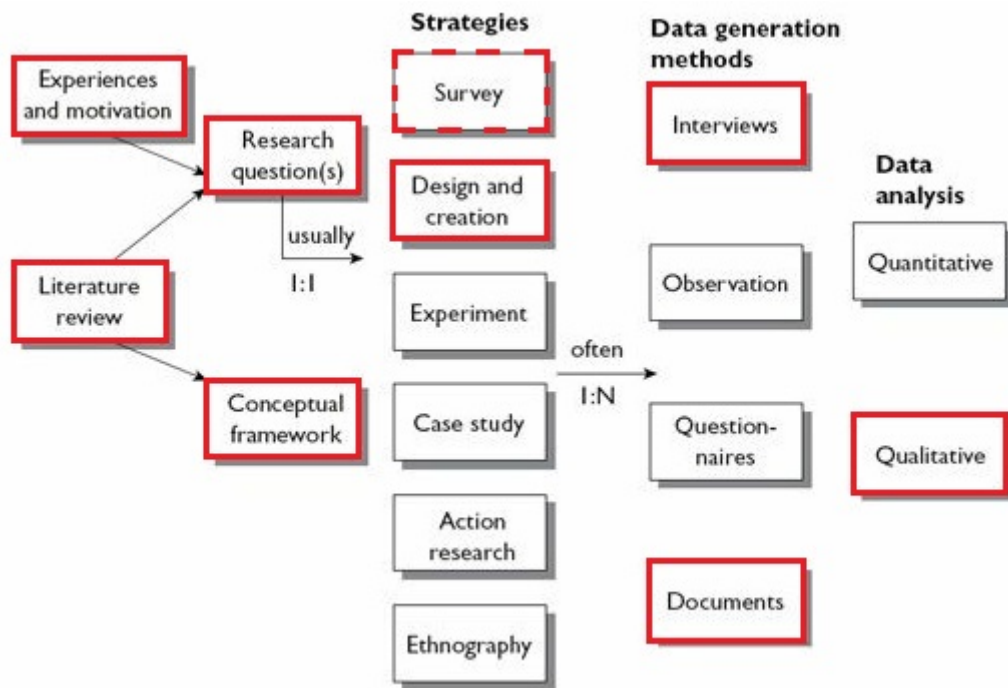 Strategies
Data generation
methods
Experiences
and motivation
Survey
Interviews
Research
question(s)
Data
analysis
Design and
creation
usually
1:1
Literature
review
Observation
Quantitative
Experiment
often
1:N
Conceptual
framework
Case study
Question-
naires
Qualitative
Action
research
Documents
Ethnography